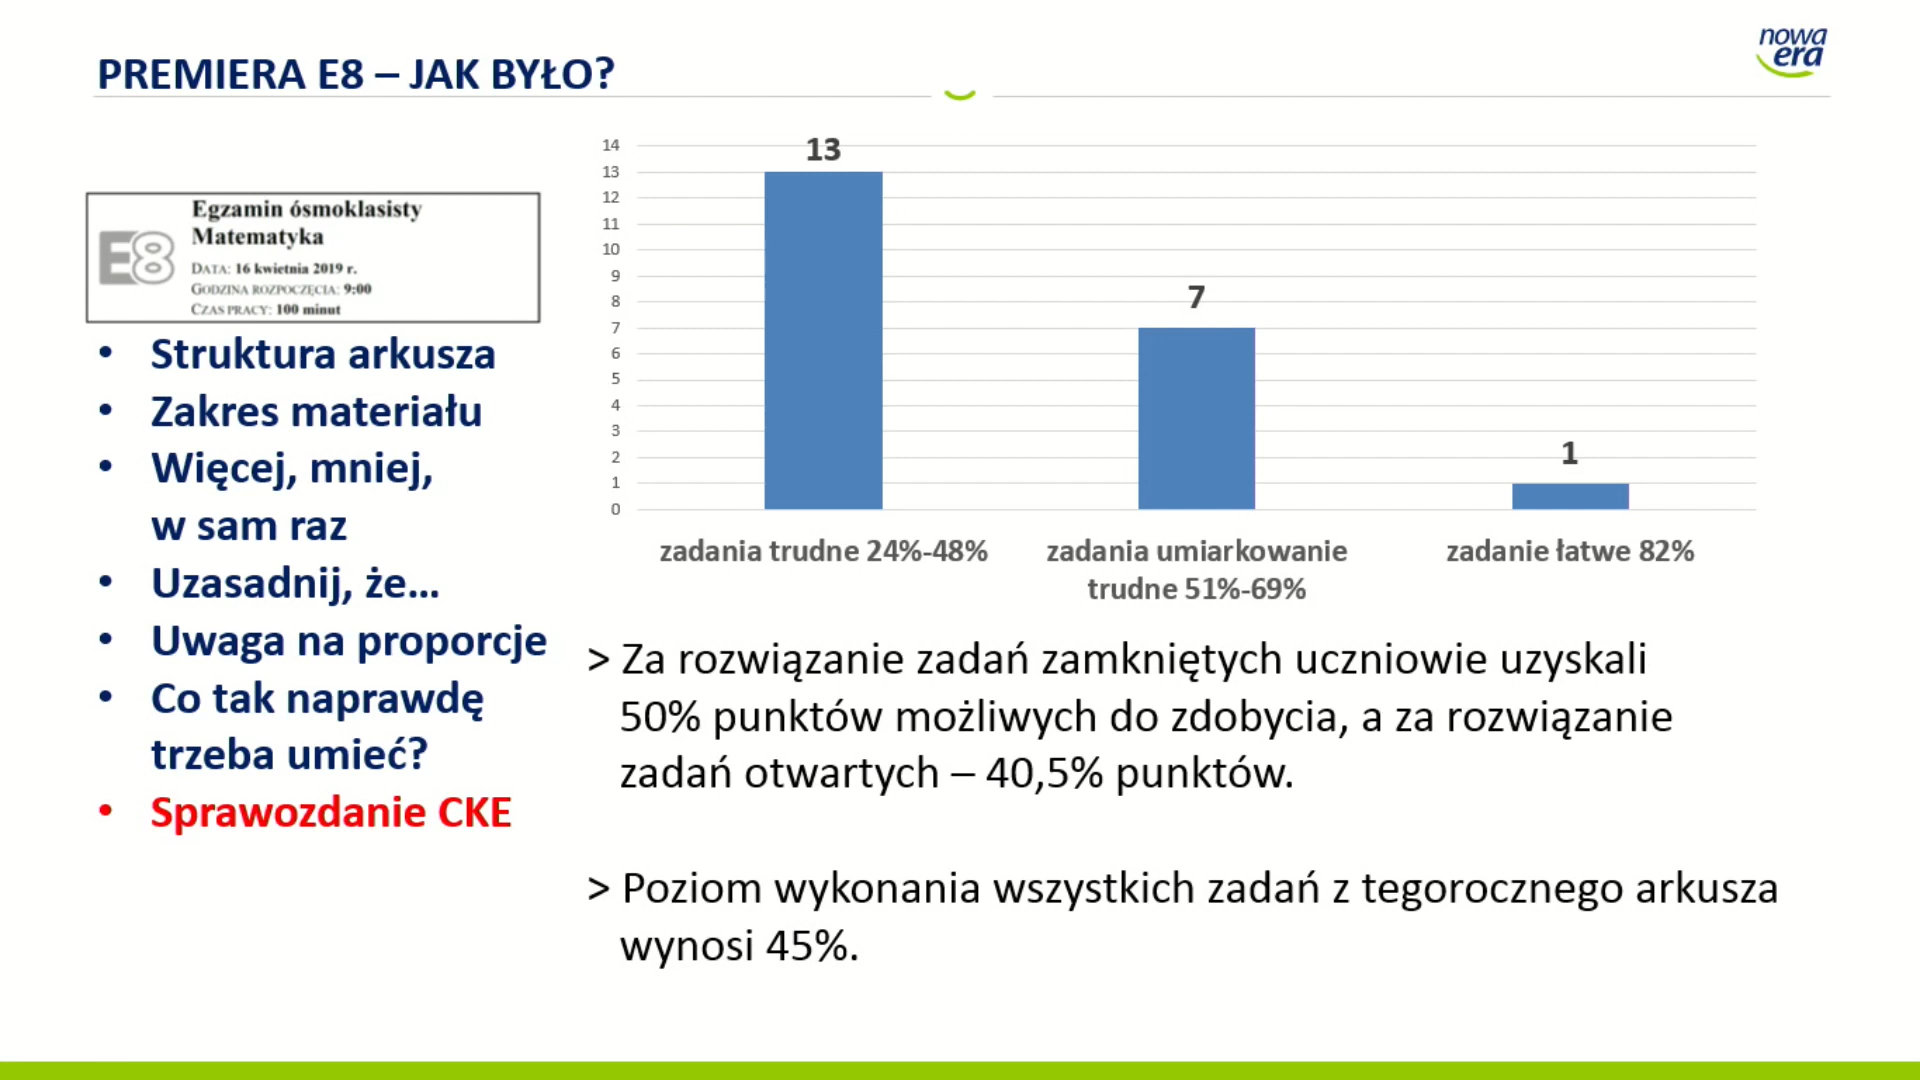 PREMIERA E8 – JAK BYŁO?
nowa
era
E8
Egzamin ósmoklasisty
Matematyka
DATA: 16 kwietnia 2019 r.
GODZINA ROZPOCZĘCIA: 9:00
CZAS PRACY: 100 minut
• Struktura arkusza
• Zakres materiału
• Więcej, mniej,
w sam raz
• Uzasadnij, że...
• Uwaga na proporcje
• Co tak naprawdę
trzeba umieć?
• Sprawozdanie CKE
14
13
12
11
10
9
8
7
6
5
4
3
2
1
0
13
7
1
zadania trudne 24%-48%
zadania umiarkowanie
trudne 51%-69%
zadanie łatwe 82%
> Za rozwiązanie zadań zamkniętych uczniowie uzyskali
50% punktów możliwych do zdobycia, a za rozwiązanie
zadań otwartych – 40,5% punktów.
> Poziom wykonania wszystkich zadań z tegorocznego arkusza
wynosi 45%.